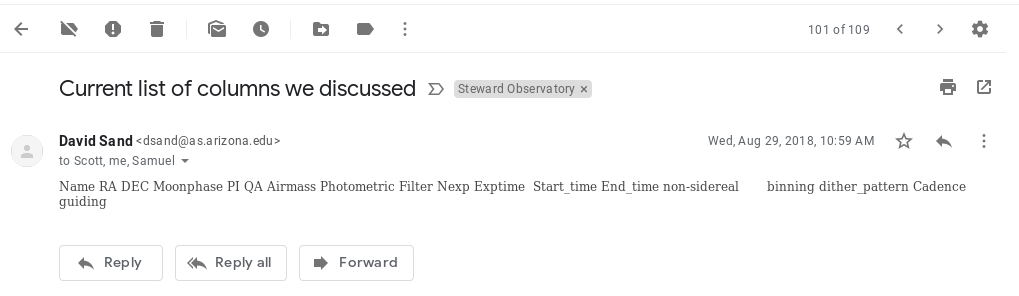 101 of 109
Current list of columns we discussed Steward Observatory ×
David Sand <dsand@as.arizona.edu> Wed, Aug 29, 2018, 10:59 AM
to Scott, me, Samuel
Name RA DEC Moonphase PI QA Airmass Photometric Filter Nexp Exptime Start_time End_time non-sidereal binning dither_pattern Cadence
guiding
Reply Reply all Forward